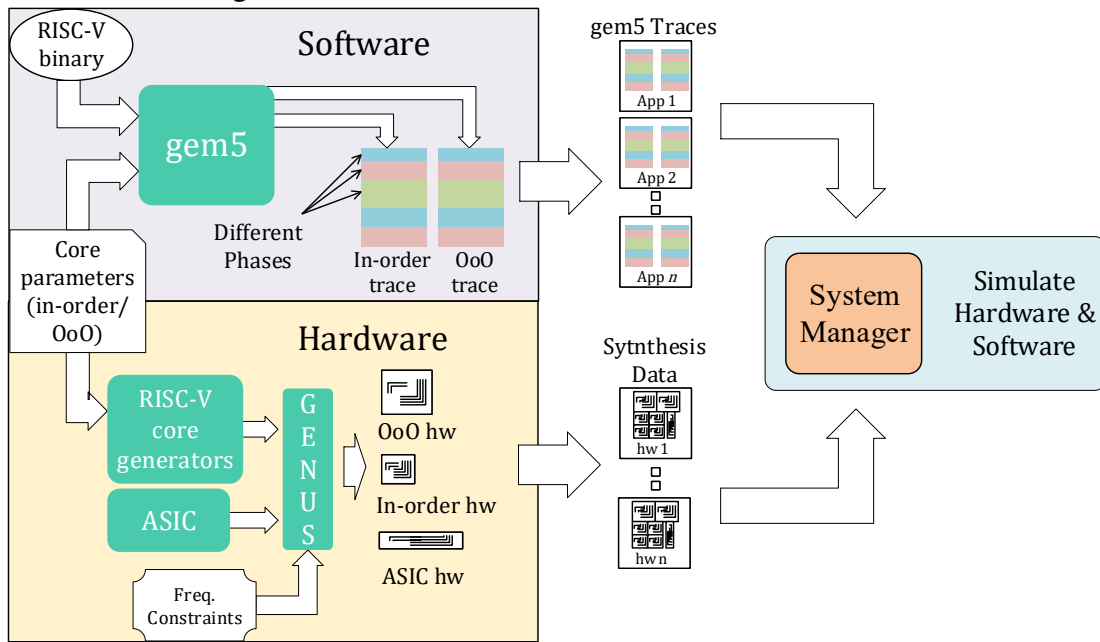 RISC-V
binary
Software
gem5
Different
Phases
In-order
trace
OoO
trace
Core
parameters
(in-order/
OoO)
Hardware
RISC-V
core
generators
ASIC
GENUS
Freq.
Constraints
OoO hw
In-order hw
ASIC hw
gem5 Traces
App 1
App 2
App n
Sytnthesis
Data
hw 1
hw n
System
Manager
Simulate
Hardware &
Software